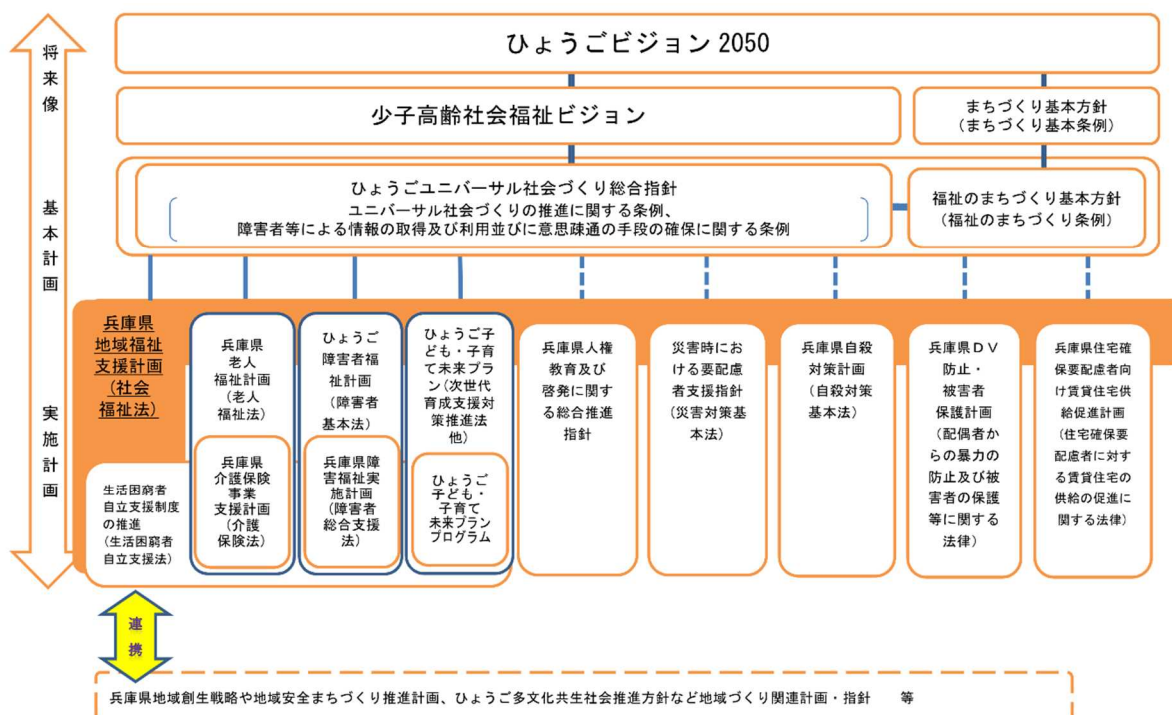 将来像
基本計画
実施計画
ひょうごビジョン 2050
少子高齢社会福祉ビジョン
まちづくり基本方針
(まちづくり基本条例)
ひょうごユニバーサル社会づくり総合指針
ユニバーサル社会づくりの推進に関する条例、
障害者等による情報の取得及び利用並びに意思疎通の手段の確保に関する条例
福祉のまちづくり基本方針
(福祉のまちづくり条例)
兵庫県
地域福祉
支援計画
(社会
福祉法)
兵庫県
老人
福祉計画
(老人
福祉法)
ひょうご
障害者福
祉計画
(障害者
基本法)
ひょうご子
ども・子育
て未来プラ
ン(次世代
育成支援対
策推進法
他)
兵庫県人権
教育及び
啓発に関す
る総合推進
指針
災害時にお
ける要配慮
者支援指針
(災害対策基
本法)
兵庫県自殺
対策計画
(自殺対策
基本法)
兵庫県DV
防止・
被害者
保護計画
(配偶者か
らの暴力の
防止及び被
害者の保護
等に関する
法律)
兵庫県住宅確
保要配慮者向
け賃貸住宅供
給促進計画
(住宅確保要
配慮者に対す
る賃貸住宅の
供給の促進に
関する法律)
生活困窮者
自立支援制度
の推進
(生活困窮者
自立支援法)
兵庫県
介護保険
事業
支援計画
(介護
保険法)
兵庫県障
害福祉実
施計画
(障害者
総合支援
法)
ひょうご
子ども・
子育て
未来プラン
プログラム
連携
兵庫県地域創生戦略や地域安全まちづくり推進計画、ひょうご多文化共生社会推進方針など地域づくり関連計画・指針　等